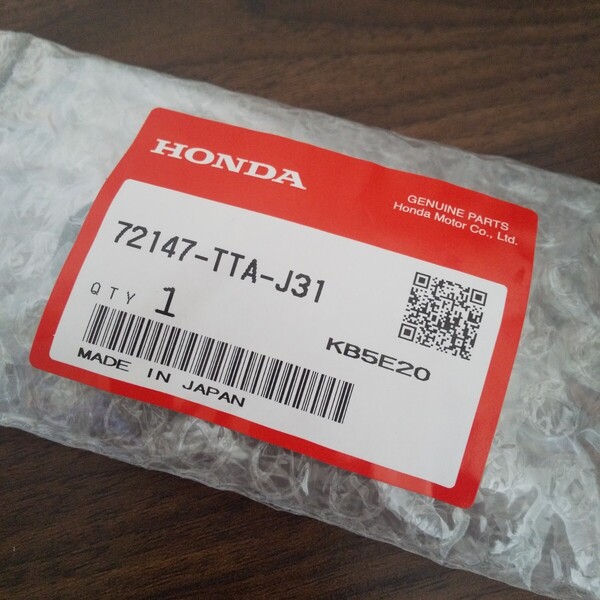 HONDA
GENUINE PARTS
Honda Motor Co., Ltd.
72147-TTA-J31
QTY 1
KB5E20
MADE IN JAPAN